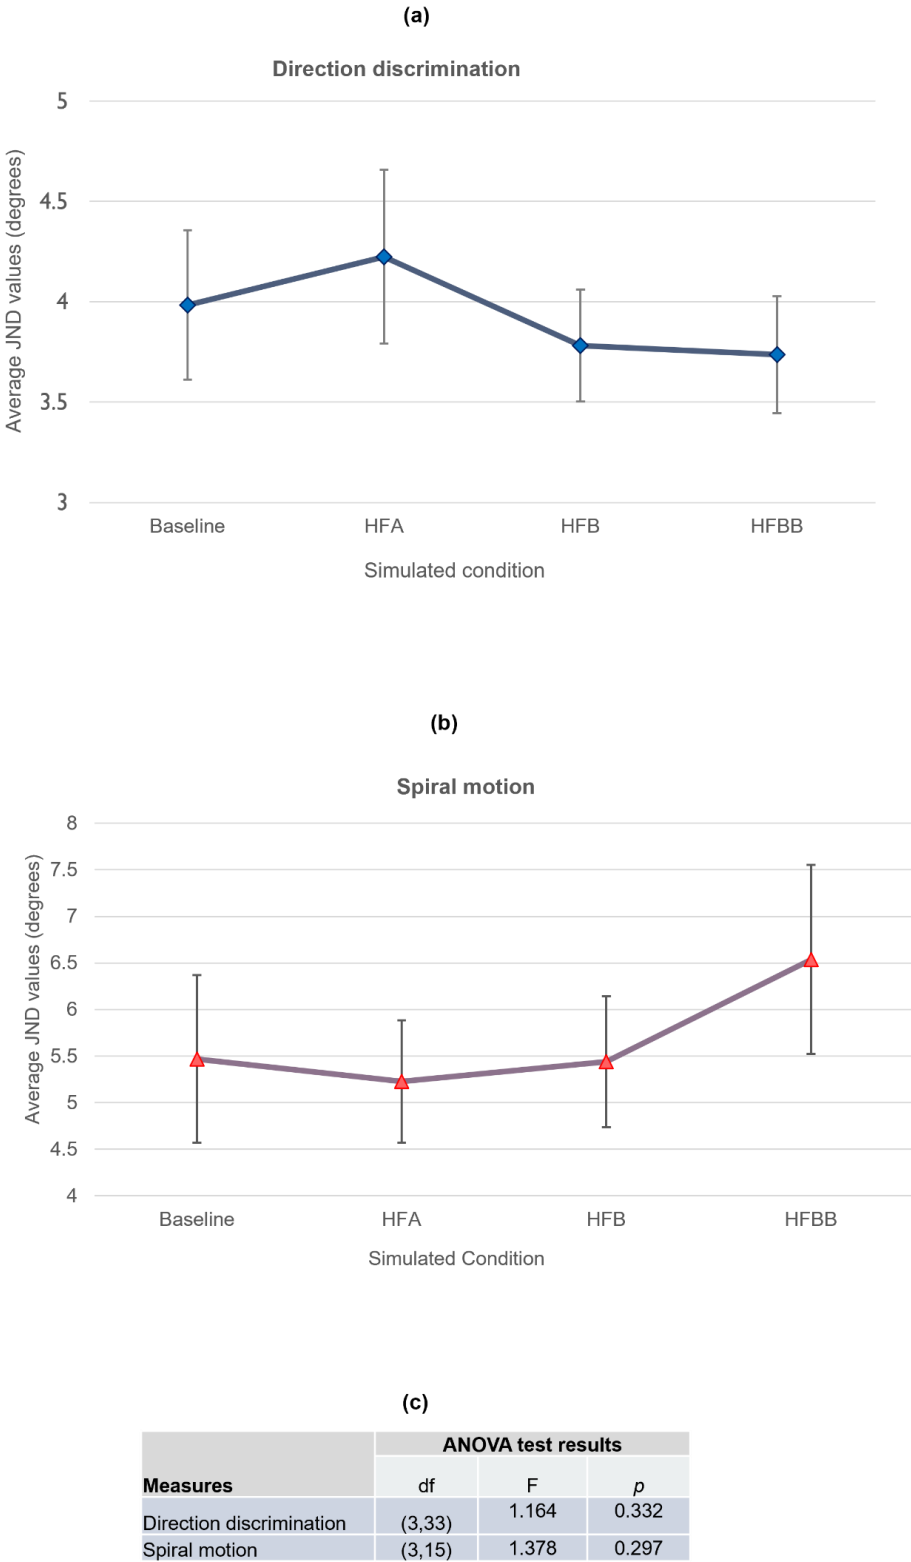 (a)
Direction discrimination
Average JND values (degrees)
5
4.5
4
3.5
3
Baseline HFA HFB HFBB
Simulated condition
(b)
Spiral motion
Average JND values (degrees)
8
7.5
7
6.5
6
5.5
5
4.5
4
Baseline HFA HFB HFBB
Simulated Condition
(c)
ANOVA test results
Measures df F p
Direction discrimination (3,33) 1.164 0.332
Spiral motion (3,15) 1.378 0.297